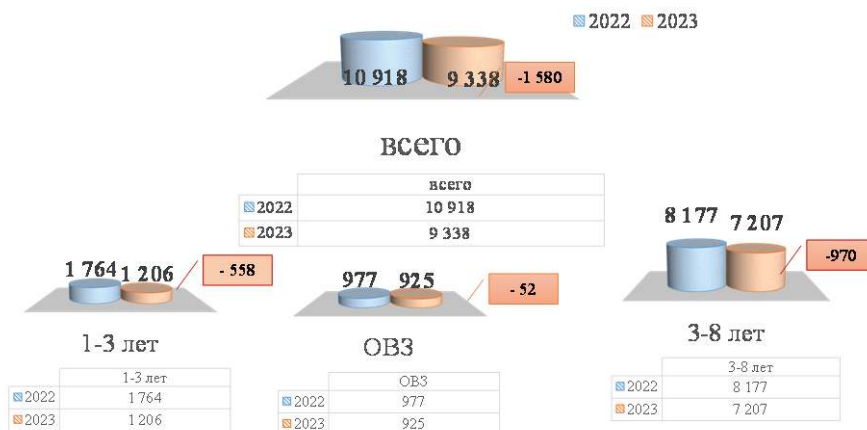 2022 2023
10 918 9 338 -1 580
всего
всего
2022 10 918
2023 9 338
1 764 1 206 - 558
1-3 лет
1-3 лет
2022 1 764
2023 1 206
977 925 - 52
ОВЗ
ОВЗ
2022 977
2023 925
8 177 7 207 -970
3-8 лет
3-8 лет
2022 8 177
2023 7 207